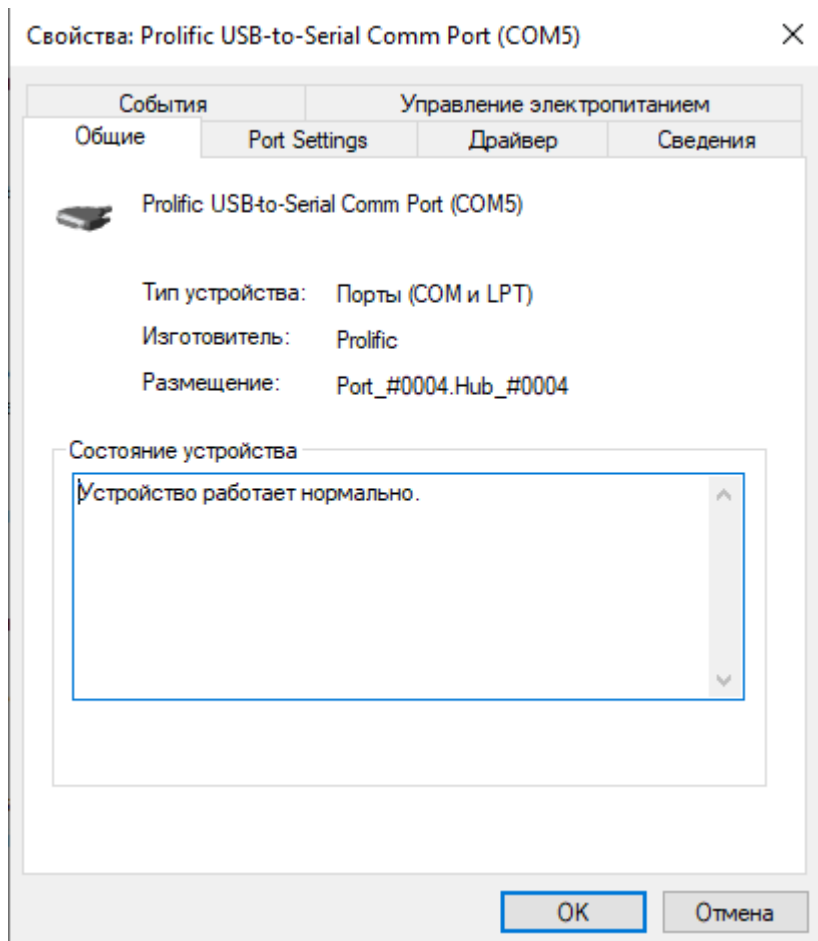 Свойства: Prolific USB-to-Serial Comm Port (COM5)
События
Управление электропитанием
Общие
Port Settings
Драйвер
Сведения
Prolific USB-to-Serial Comm Port (COM5)
Тип устройства: Порты (COM и LPT)
Изготовитель: Prolific
Размещение: Port_#0004.Hub_#0004
Состояние устройства
Устройство работает нормально.
OK
Отмена